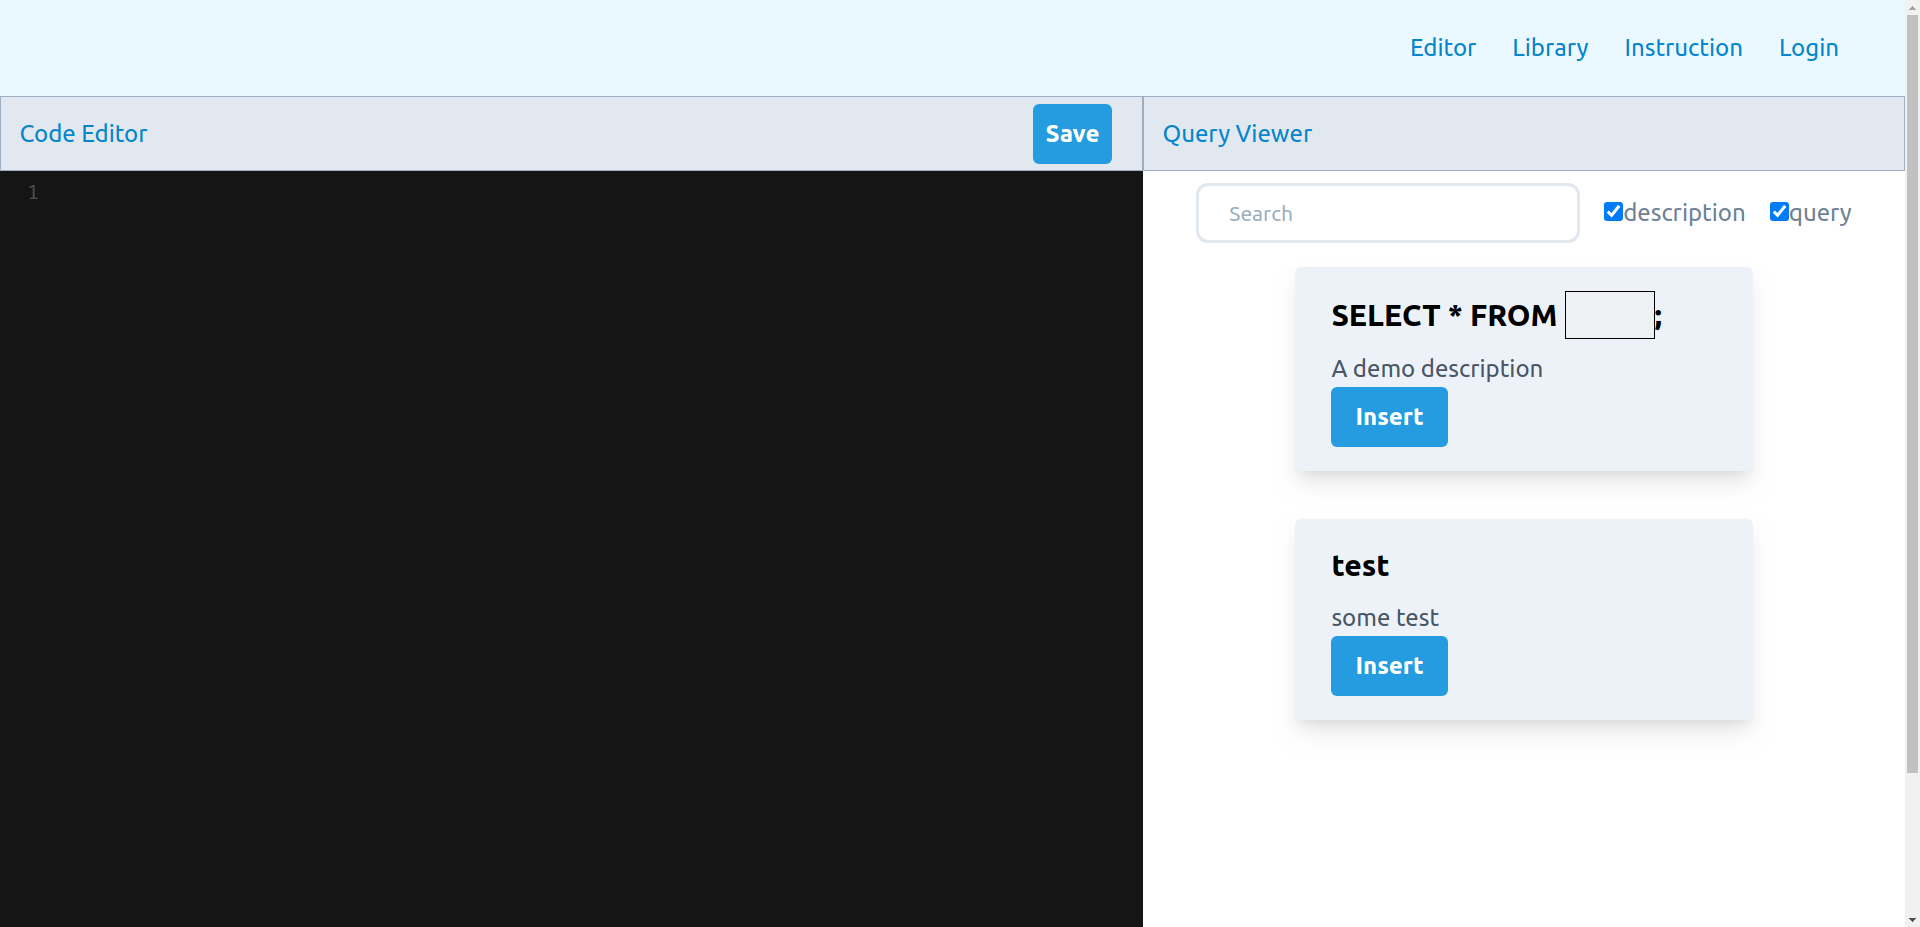 Editor Library Instruction Login
Code Editor Save Query Viewer
1
Search description query
SELECT * FROM ;
A demo description
Insert
test
some test
Insert